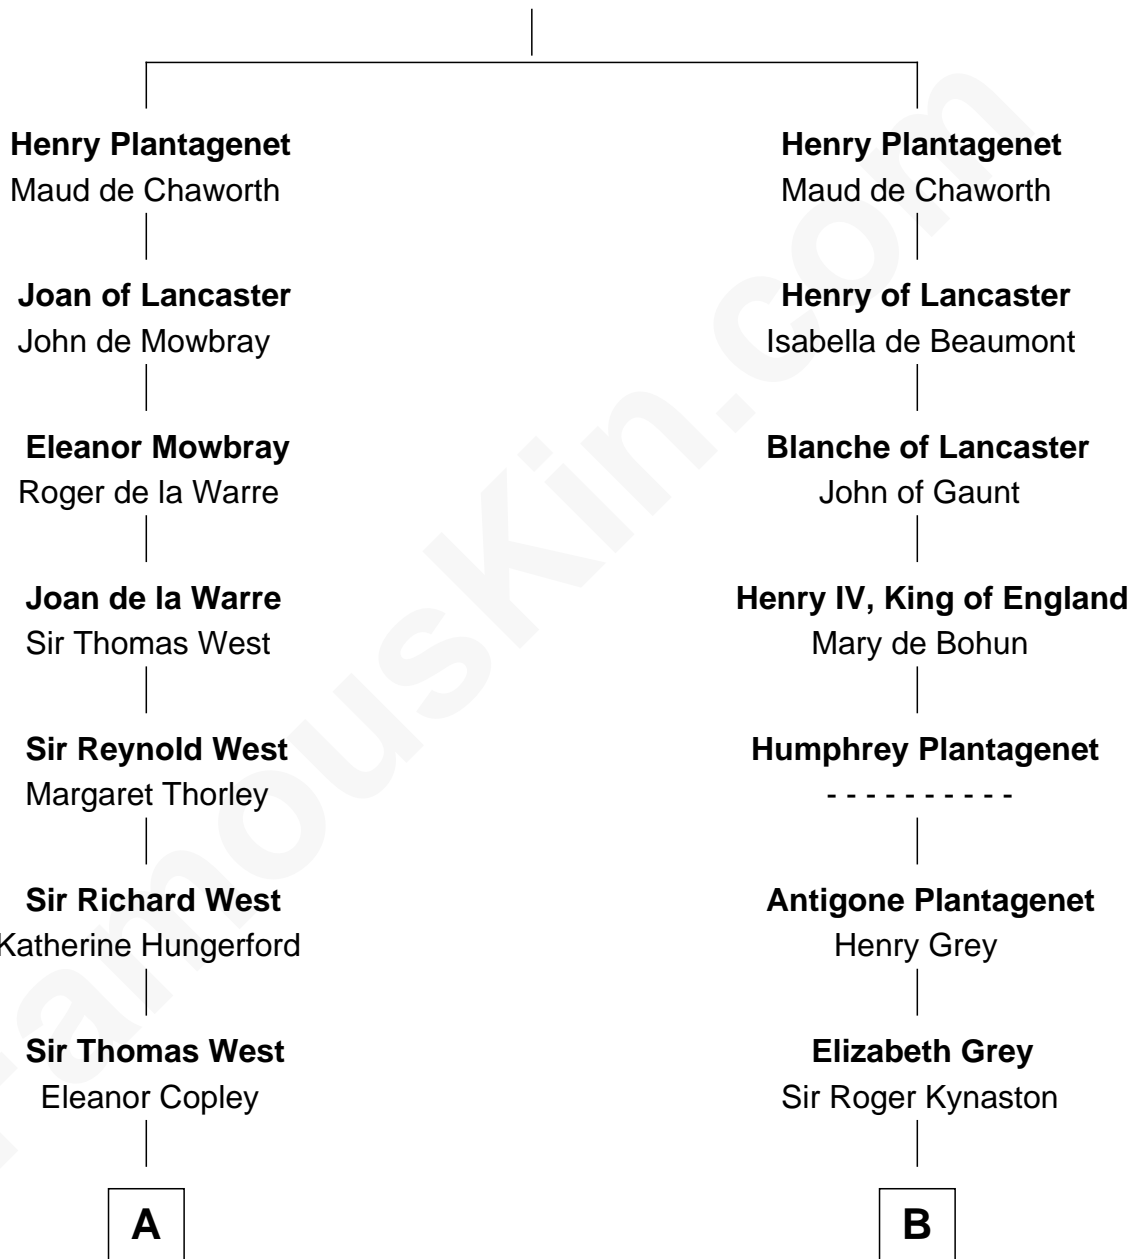 Henry Plantagenet
Maud de Chaworth
Joan of Lancaster
John de Mowbray
Eleanor Mowbray
Roger de la Warre
Joan de la Warre
Sir Thomas West
Sir Reynold West
Margaret Thorley
Sir Richard West
Katherine Hungerford
Sir Thomas West
Eleanor Copley
A
Henry Plantagenet
Maud de Chaworth
Henry of Lancaster
Isabella de Beaumont
Blanche of Lancaster
John of Gaunt
Henry IV, King of England
Mary de Bohun
Humphrey Plantagenet
- - - - - - - - - -
Antigone Plantagenet
Henry Grey
Elizabeth Grey
Sir Roger Kynaston
B
FamousKin.com